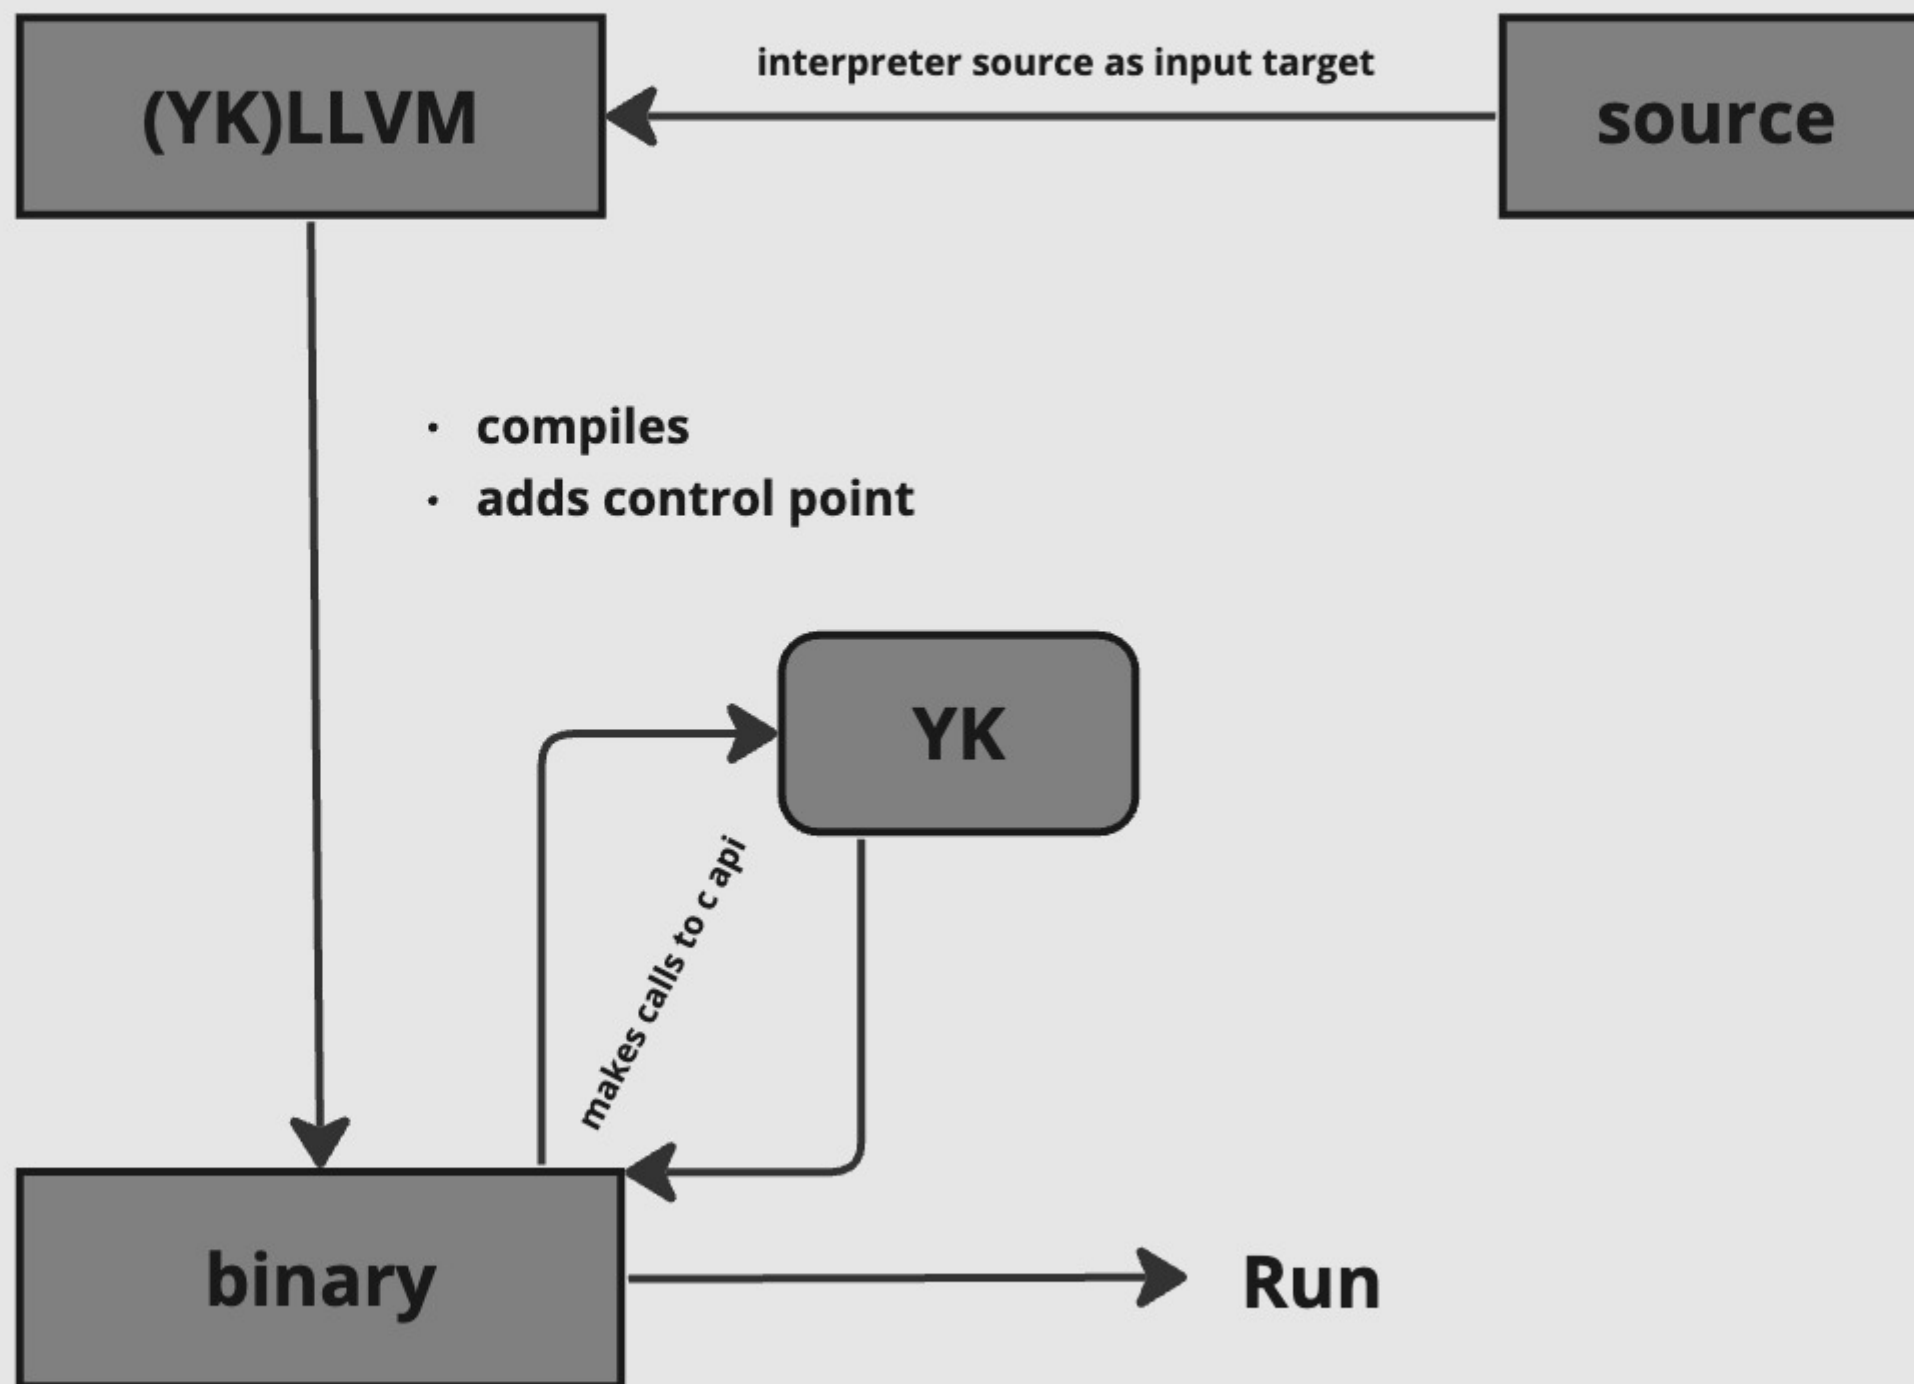 (YK)LLVM
interpreter source as input target
source
· compiles
· adds control point
YK
makes calls to c api
binary
Run